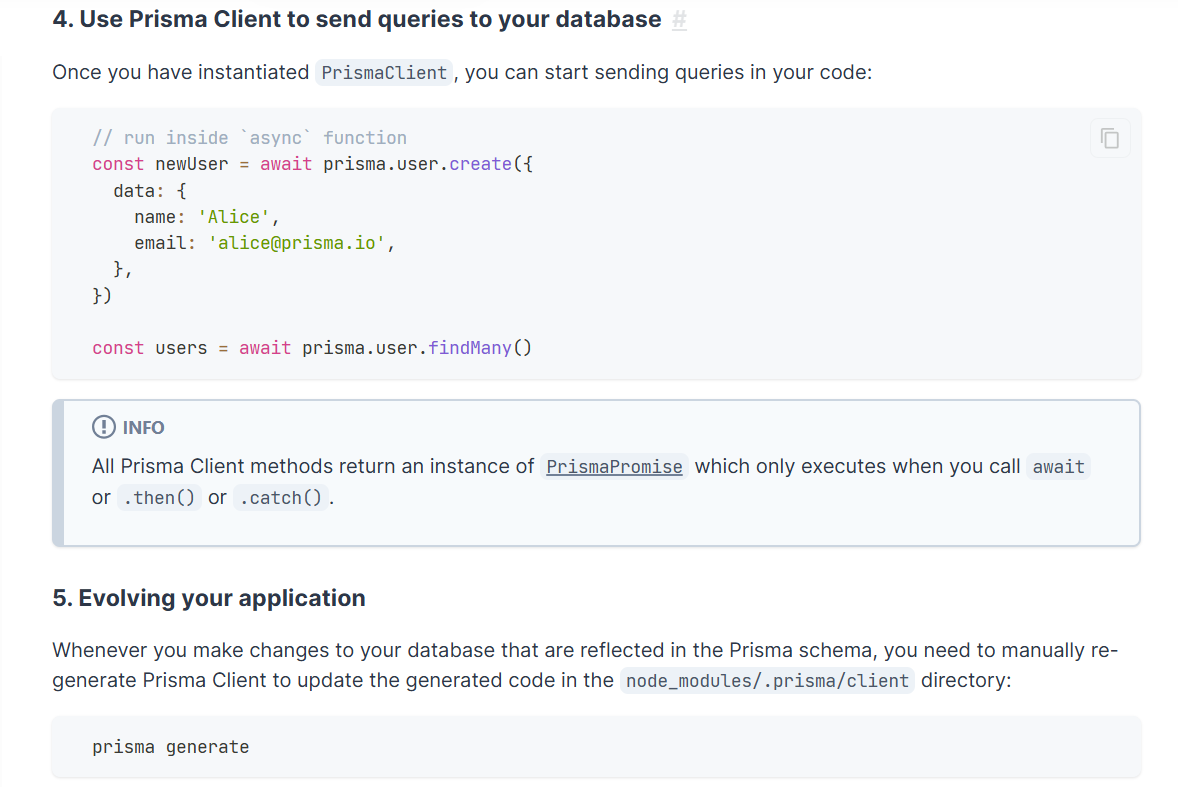 4. Use Prisma Client to send queries to your database #
Once you have instantiated PrismaClient, you can start sending queries in your code:
// run inside `async` function
const newUser = await prisma.user.create({
  data: {
    name: 'Alice',
    email: 'alice@prisma.io',
  },
})

const users = await prisma.user.findMany()
INFO
All Prisma Client methods return an instance of PrismaPromise which only executes when you call await
or .then() or .catch().
5. Evolving your application
Whenever you make changes to your database that are reflected in the Prisma schema, you need to manually re-
generate Prisma Client to update the generated code in the node_modules/.prisma/client directory:
prisma generate